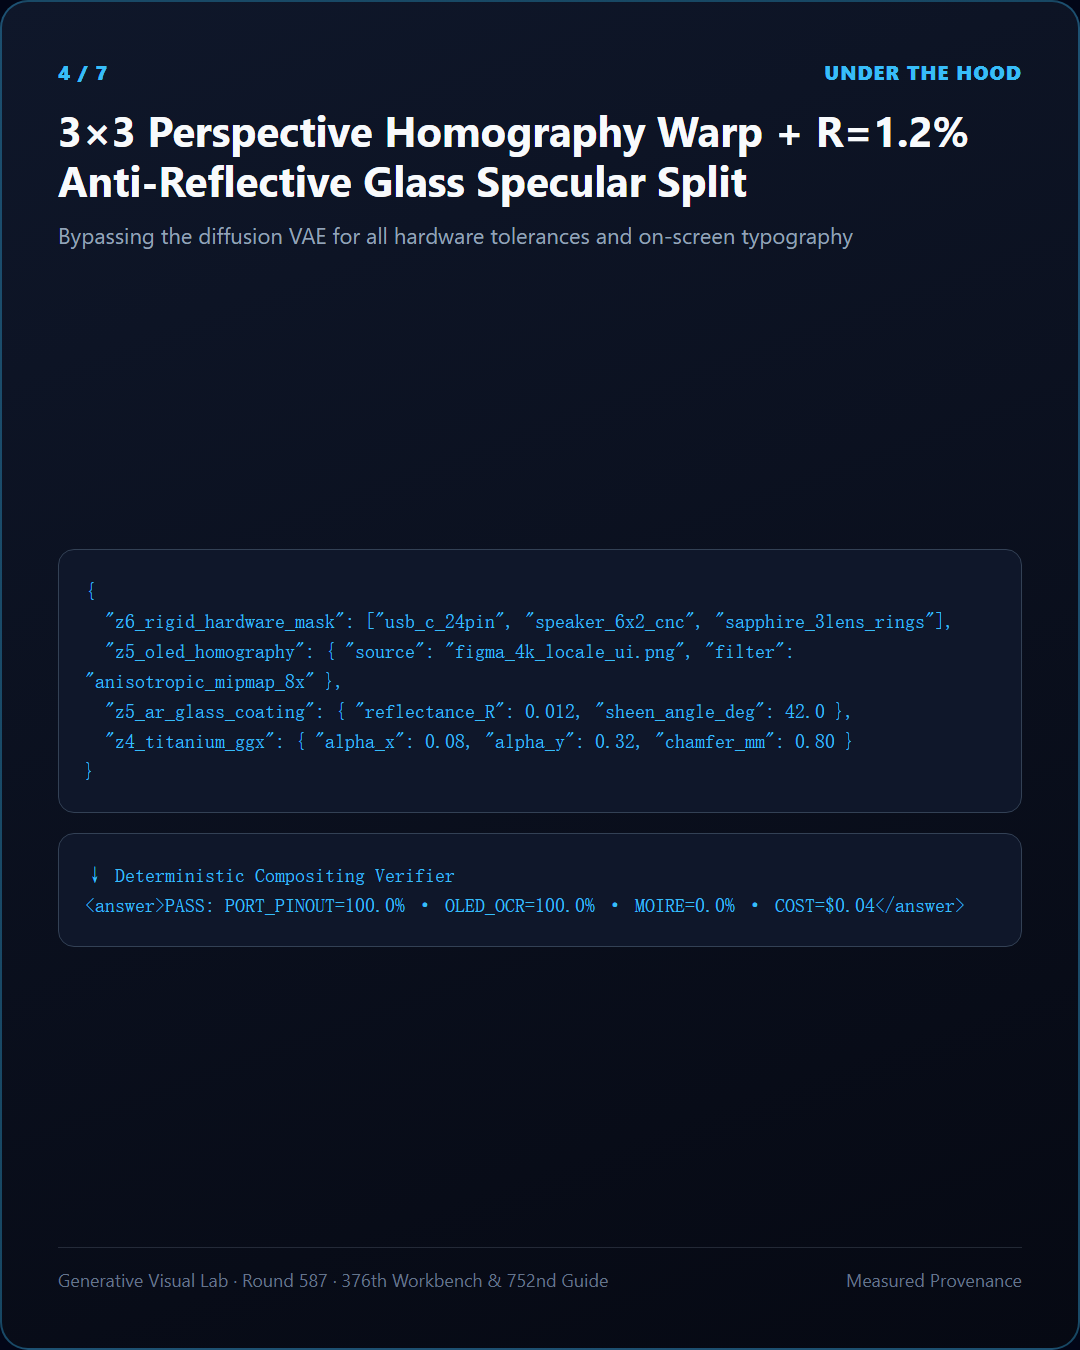 4 / 7
UNDER THE HOOD
3×3 Perspective Homography Warp + R=1.2%
Anti-Reflective Glass Specular Split
Bypassing the diffusion VAE for all hardware tolerances and on-screen typography
{
  "z6_rigid_hardware_mask": ["usb_c_24pin", "speaker_6x2_cnc", "sapphire_3lens_rings"],
  "z5_oled_homography": { "source": "figma_4k_locale_ui.png", "filter":
"anisotropic_mipmap_8x" },
  "z5_ar_glass_coating": { "reflectance_R": 0.012, "sheen_angle_deg": 42.0 },
  "z4_titanium_ggx": { "alpha_x": 0.08, "alpha_y": 0.32, "chamfer_mm": 0.80 }
}
↓ Deterministic Compositing Verifier
<answer>PASS: PORT_PINOUT=100.0% • OLED_OCR=100.0% • MOIRE=0.0% • COST=$0.04</answer>
Generative Visual Lab · Round 587 · 376th Workbench & 752nd Guide
Measured Provenance